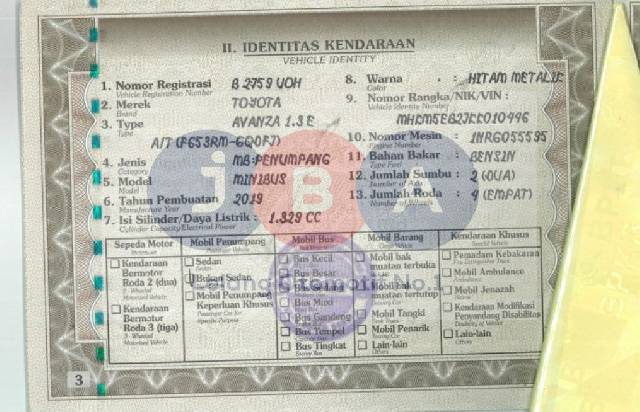 II. IDENTITAS KENDARAAN
VEHICLE IDENTITY
1. Nomor Registrasi B 2759 UOH
Vehicle Registration Number
2. Merek TOYOTA
Brand
3. Type AVANZA 1.3 E
Type
A/T (F653RM-GQQFJ)
4. Jenis MB.PENUMPANG
Category
5. Model MINIBUS
Model
6. Tahun Pembuatan 2019
Manufacture Year
7. Isi Silinder/Daya Listrik : 1.329 CC
Cylinder Capacity/Electrical Power
8. Warna : HITAM METALIK
Color
9. Nomor Rangka/NIK/VIN :
Vehicle Identity Number
10. Nomor Mesin : 1NRG055595
Engine Number
11. Bahan Bakar : BENSIN
Type Fuel
12. Jumlah Sumbu : 2 (DUA)
Number of Axle
13. Jumlah Roda : 4 (EMPAT)
Number of Wheels
JBA
Sepeda Motor
Kendaraan
Bermotor
Roda 2 (dua)
Kendaraan
Bermotor
Roda 3 (tiga)
Mobil Penumpang
Sedan
Bukan Sedan
Mobil Penumpang
Keperluan Khusus
Mobil Bus
Bus Kecil
Bus Besar
Bus Maxi
Bus Gandeng
Bus Tempel
Bus Tingkat
Mobil Barang
Mobil bak
muatan terbuka
Mobil bak
muatan tertutup
Mobil Tangki
Mobil Penarik
Lain-lain
Kendaraan Khusus
Pemadam Kebakaran
Mobil Ambulance
Mobil Jenazah
Kendaraan Modifikasi
Penyandang Disabilitas
Lain-lain
3